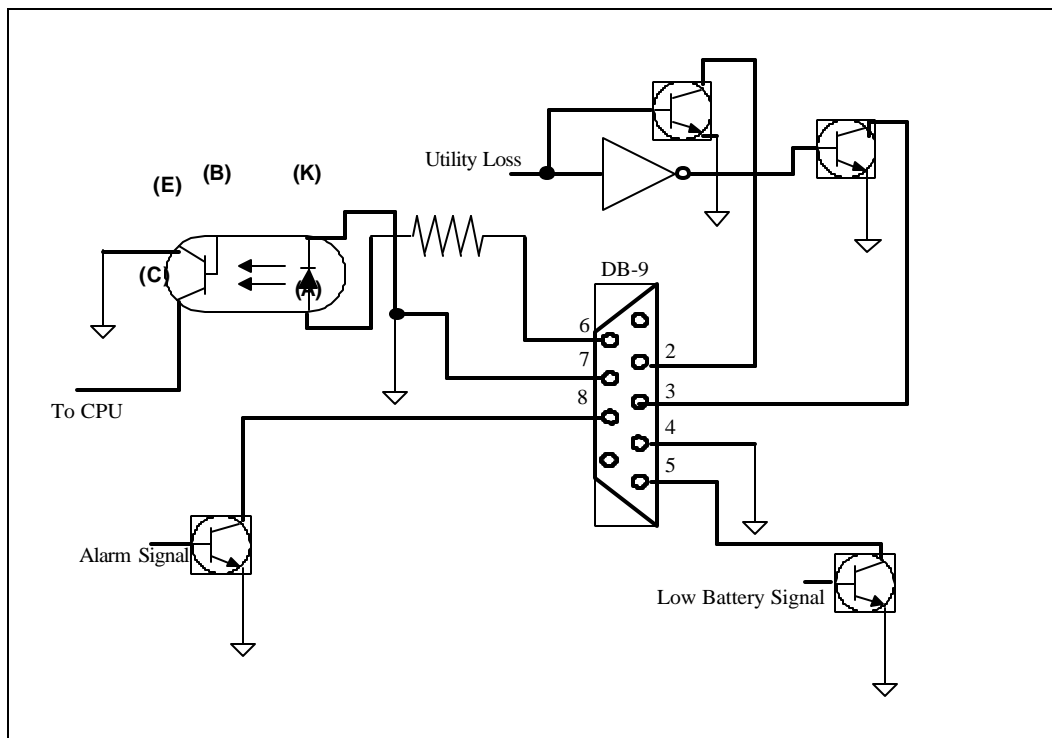 Utility Loss
(E)
(B)
(K)
(C)
(A)
DB-9
6
2
7
3
8
To CPU
4
5
Alarm Signal
Low Battery Signal